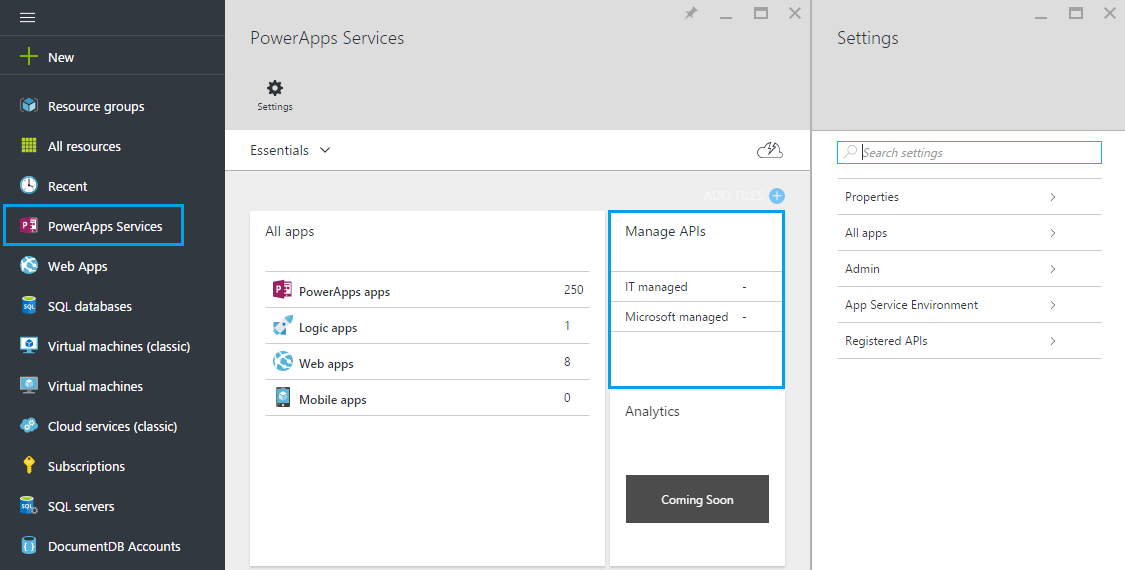 New
Resource groups
All resources
Recent
PowerApps Services
Web Apps
SQL databases
Virtual machines (classic)
Virtual machines
Cloud services (classic)
Subscriptions
SQL servers
DocumentDB Accounts
PowerApps Services
Settings
Essentials
ADD TILES
All apps
PowerApps apps 250
Logic apps 1
Web apps 8
Mobile apps 0
Manage APIs
IT managed -
Microsoft managed -
Analytics
Coming Soon
Settings
Search settings
Properties
All apps
Admin
App Service Environment
Registered APIs